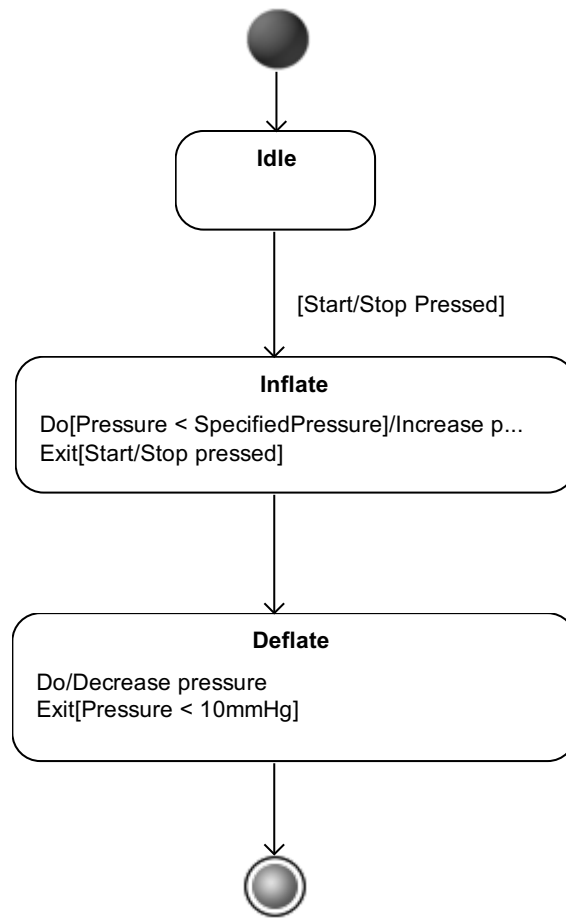 Idle
[Start/Stop Pressed]
Inflate
Do[Pressure < SpecifiedPressure]/Increase p...
Exit[Start/Stop pressed]
Deflate
Do/Decrease pressure
Exit[Pressure < 10mmHg]